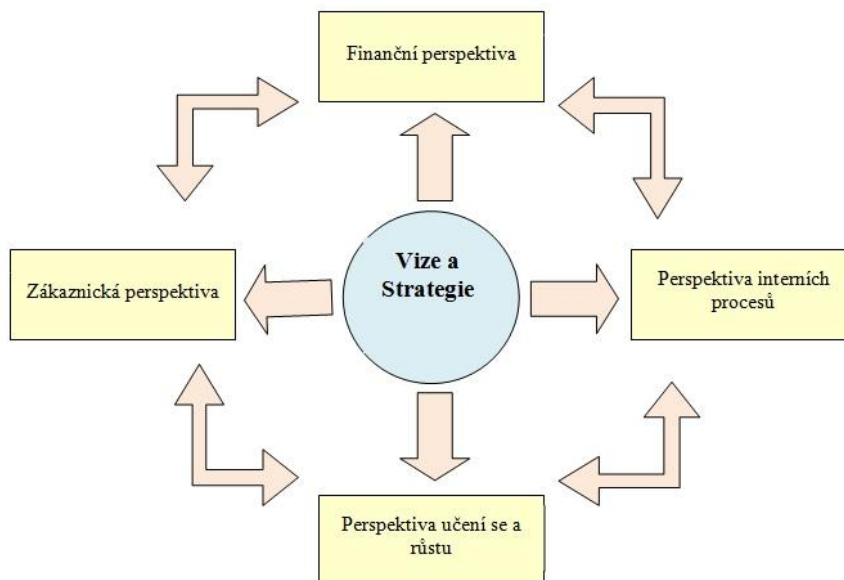 Finanční perspektiva
Vize a
Strategie
Zákaznická perspektiva
Perspektiva interních
procesů
Perspektiva učení se a
růstu